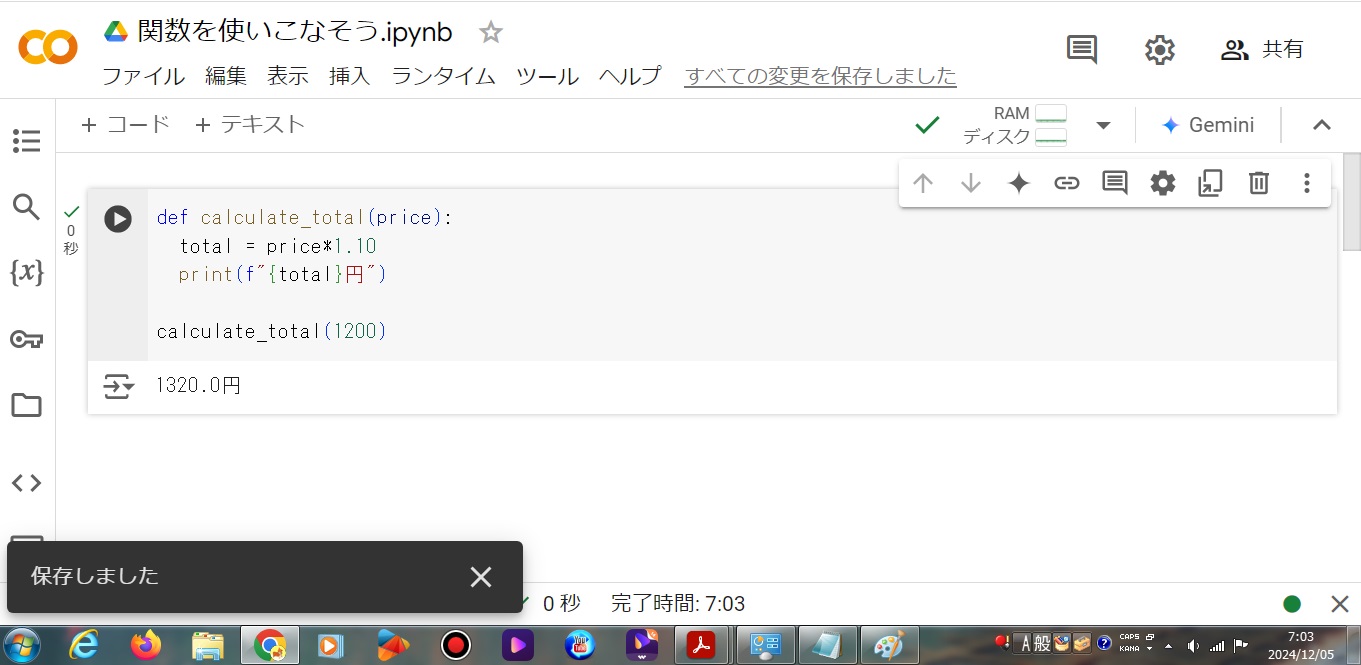 関数を使いこなそう.ipynb
ファイル 編集 表示 挿入 ランタイム ツール ヘルプ すべての変更を保存しました
共有
+ コード + テキスト
RAM
ディスク
Gemini
{x}
0
秒
def calculate_total(price):
  total = price*1.10
  print(f"{total}円")
calculate_total(1200)
1320.0円
保存しました
0 秒 完了時間: 7:03
A 般
CAPS
KANA
7:03
2024/12/05